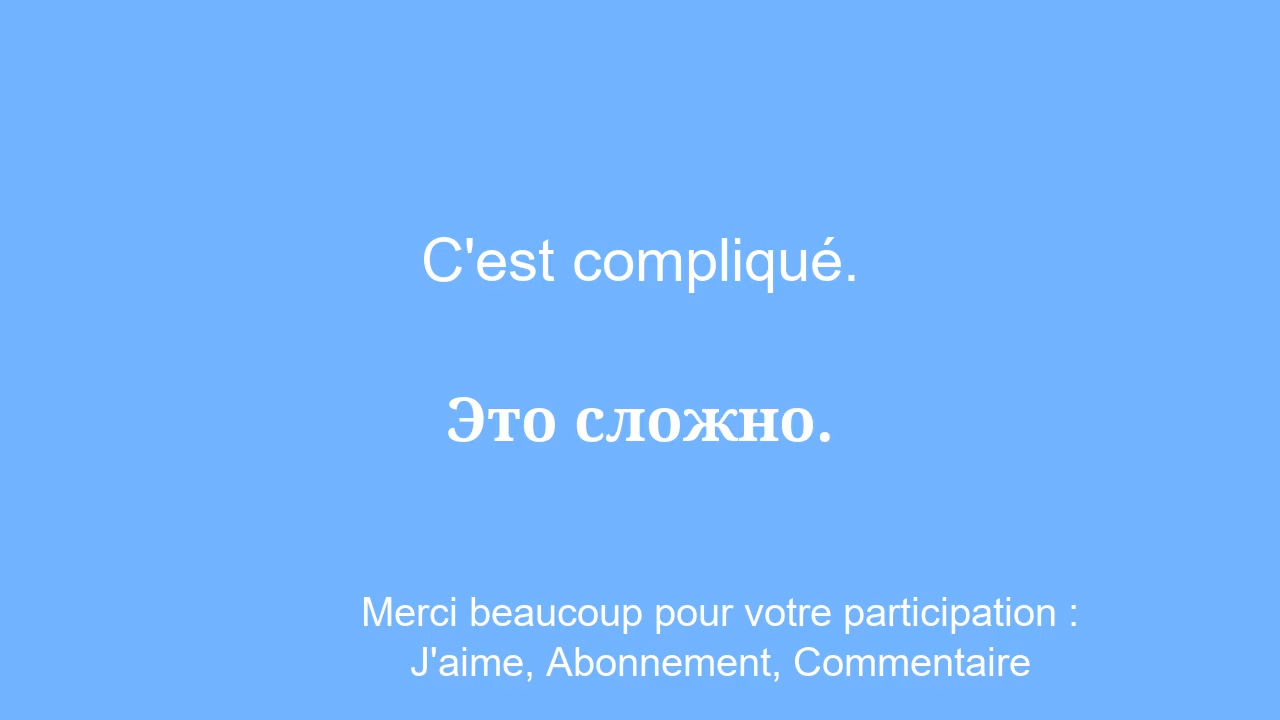 C'est compliqué.
Это сложно.
Merci beaucoup pour votre participation :
J'aime, Abonnement, Commentaire